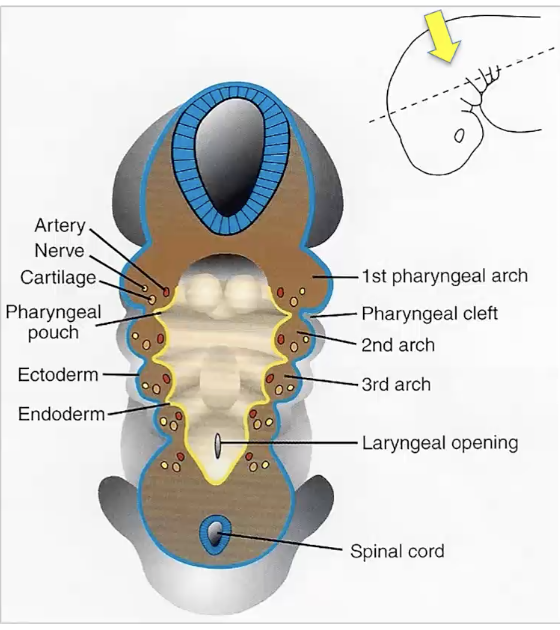 Artery
Nerve
Cartilage
Pharyngeal
pouch
Ectoderm
Endoderm
1st pharyngeal arch
Pharyngeal cleft
2nd arch
3rd arch
Laryngeal opening
Spinal cord